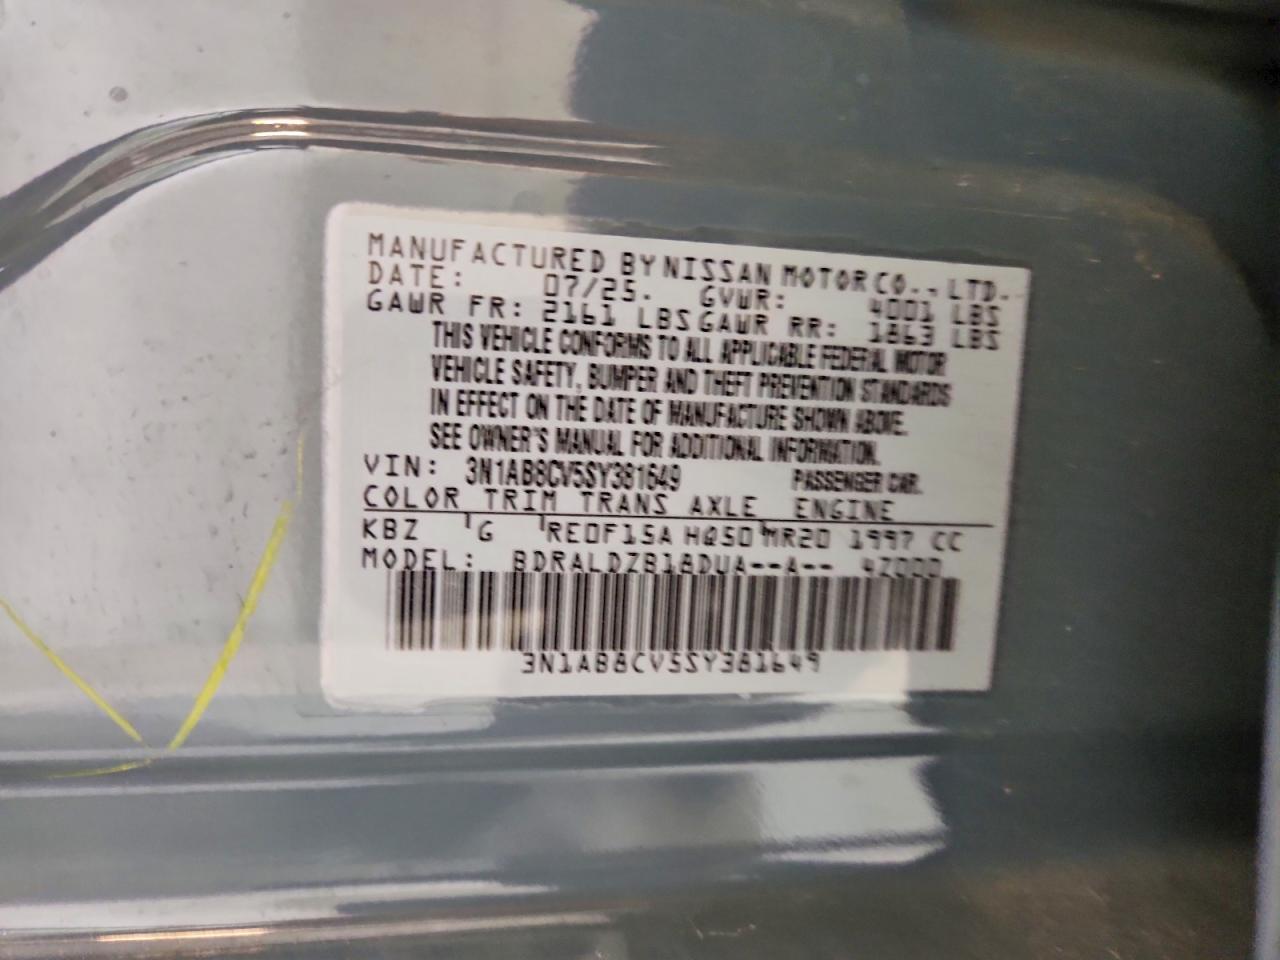 MANUFACTURED BY NISSAN MOTOR CO., LTD.
DATE: 07/25. GVWR: 4001 LBS
GAWR FR: 2161 LBS GAWR RR: 1863 LBS
THIS VEHICLE CONFORMS TO ALL APPLICABLE FEDERAL MOTOR
VEHICLE SAFETY, BUMPER AND THEFT PREVENTION STANDARDS
IN EFFECT ON THE DATE OF MANUFACTURE SHOWN ABOVE.
SEE OWNER'S MANUAL FOR ADDITIONAL INFORMATION.
VIN: 3N1AB8CV5SY381649 PASSENGER CAR.
COLOR TRIM TRANS AXLE ENGINE
KBZ G RE0F15A HQ50 MR20 1997 CC
MODEL: BDRALDZB18DUA--A-- 4Z000
3N1AB8CV5SY381649